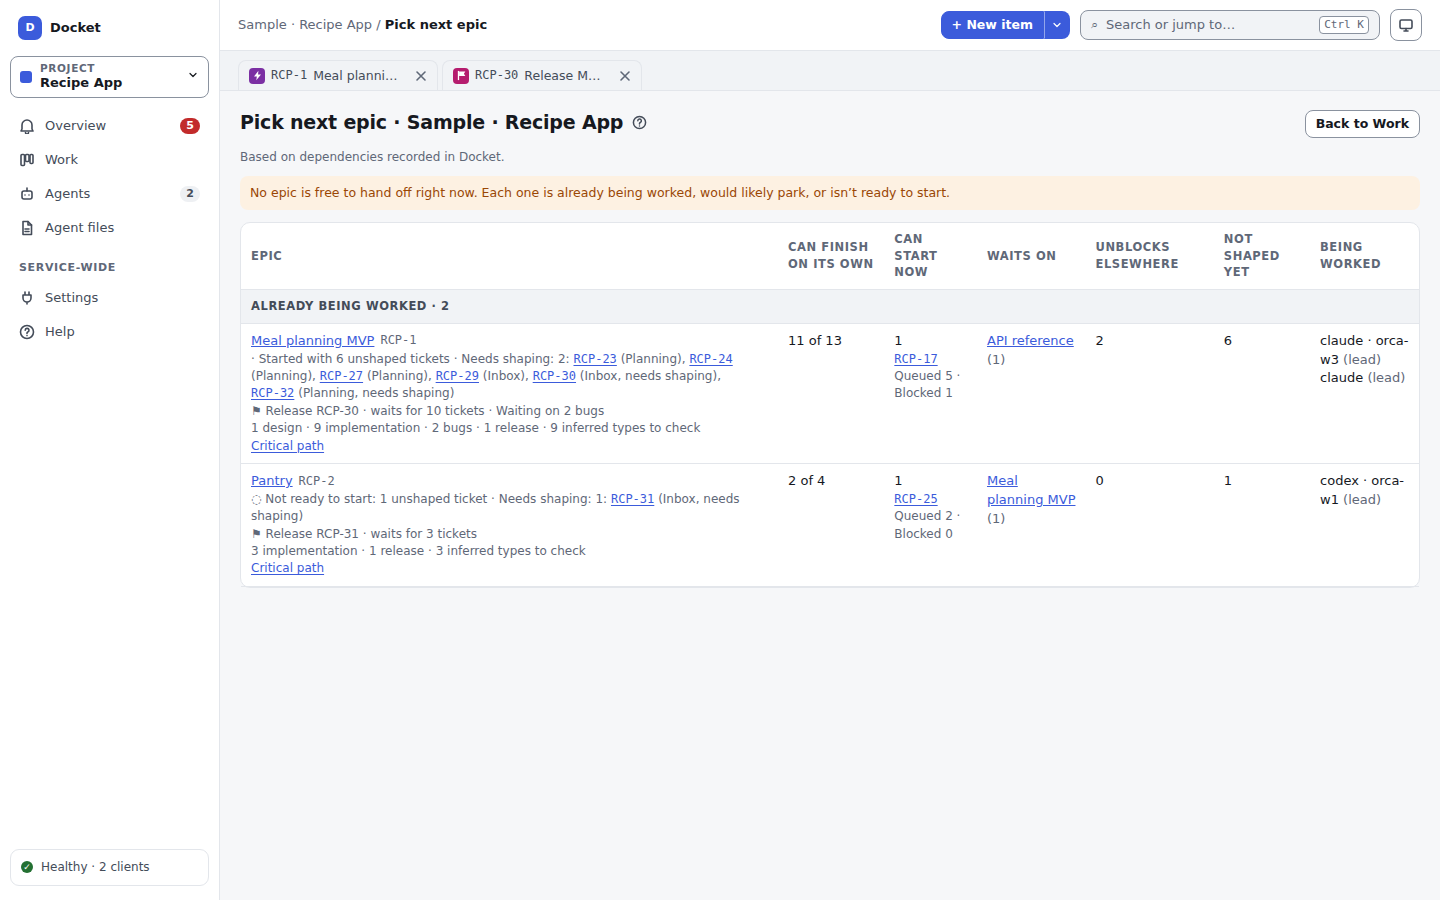 D Docket
PROJECT
Recipe App
Overview 5
Work
Agents 2
Agent files
SERVICE-WIDE
Settings
Help
Healthy · 2 clients
Sample · Recipe App / Pick next epic
+ New item
Search or jump to… Ctrl K
RCP-1 Meal planni…
RCP-30 Release M…
Pick next epic · Sample · Recipe App
Back to Work
Based on dependencies recorded in Docket.
No epic is free to hand off right now. Each one is already being worked, would likely park, or isn’t ready to start.
EPIC
CAN FINISH
ON ITS OWN
CAN
START
NOW
WAITS ON
UNBLOCKS
ELSEWHERE
NOT
SHAPED
YET
BEING
WORKED
ALREADY BEING WORKED · 2
Meal planning MVP RCP-1
· Started with 6 unshaped tickets · Needs shaping: 2: RCP-23 (Planning), RCP-24
(Planning), RCP-27 (Planning), RCP-29 (Inbox), RCP-30 (Inbox, needs shaping),
RCP-32 (Planning, needs shaping)
⚑ Release RCP-30 · waits for 10 tickets · Waiting on 2 bugs
1 design · 9 implementation · 2 bugs · 1 release · 9 inferred types to check
Critical path
11 of 13
1
RCP-17
Queued 5 ·
Blocked 1
API reference
(1)
2
6
claude · orca-
w3 (lead)
claude (lead)
Pantry RCP-2
◌ Not ready to start: 1 unshaped ticket · Needs shaping: 1: RCP-31 (Inbox, needs
shaping)
⚑ Release RCP-31 · waits for 3 tickets
3 implementation · 1 release · 3 inferred types to check
Critical path
2 of 4
1
RCP-25
Queued 2 ·
Blocked 0
Meal
planning MVP
(1)
0
1
codex · orca-
w1 (lead)